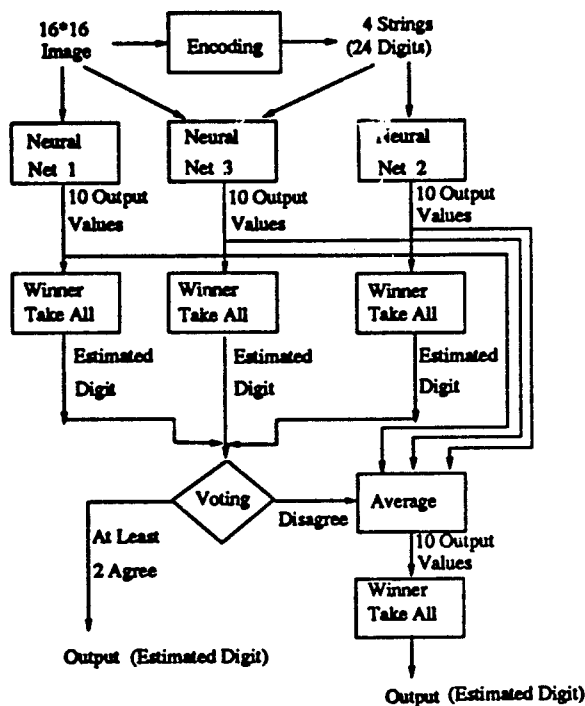 16*16
Image
Encoding
4 Strings
(24 Digits)
Neural
Net 1
Neural
Net 3
Neural
Net 2
10 Output
Values
10 Output
Values
10 Output
Values
Winner
Take All
Winner
Take All
Winner
Take All
Estimated
Digit
Estimated
Digit
Estimated
Digit
Voting
Disagree
Average
At Least
2 Agree
10 Output
Values
Winner
Take All
Output (Estimated Digit)
Output (Estimated Digit)